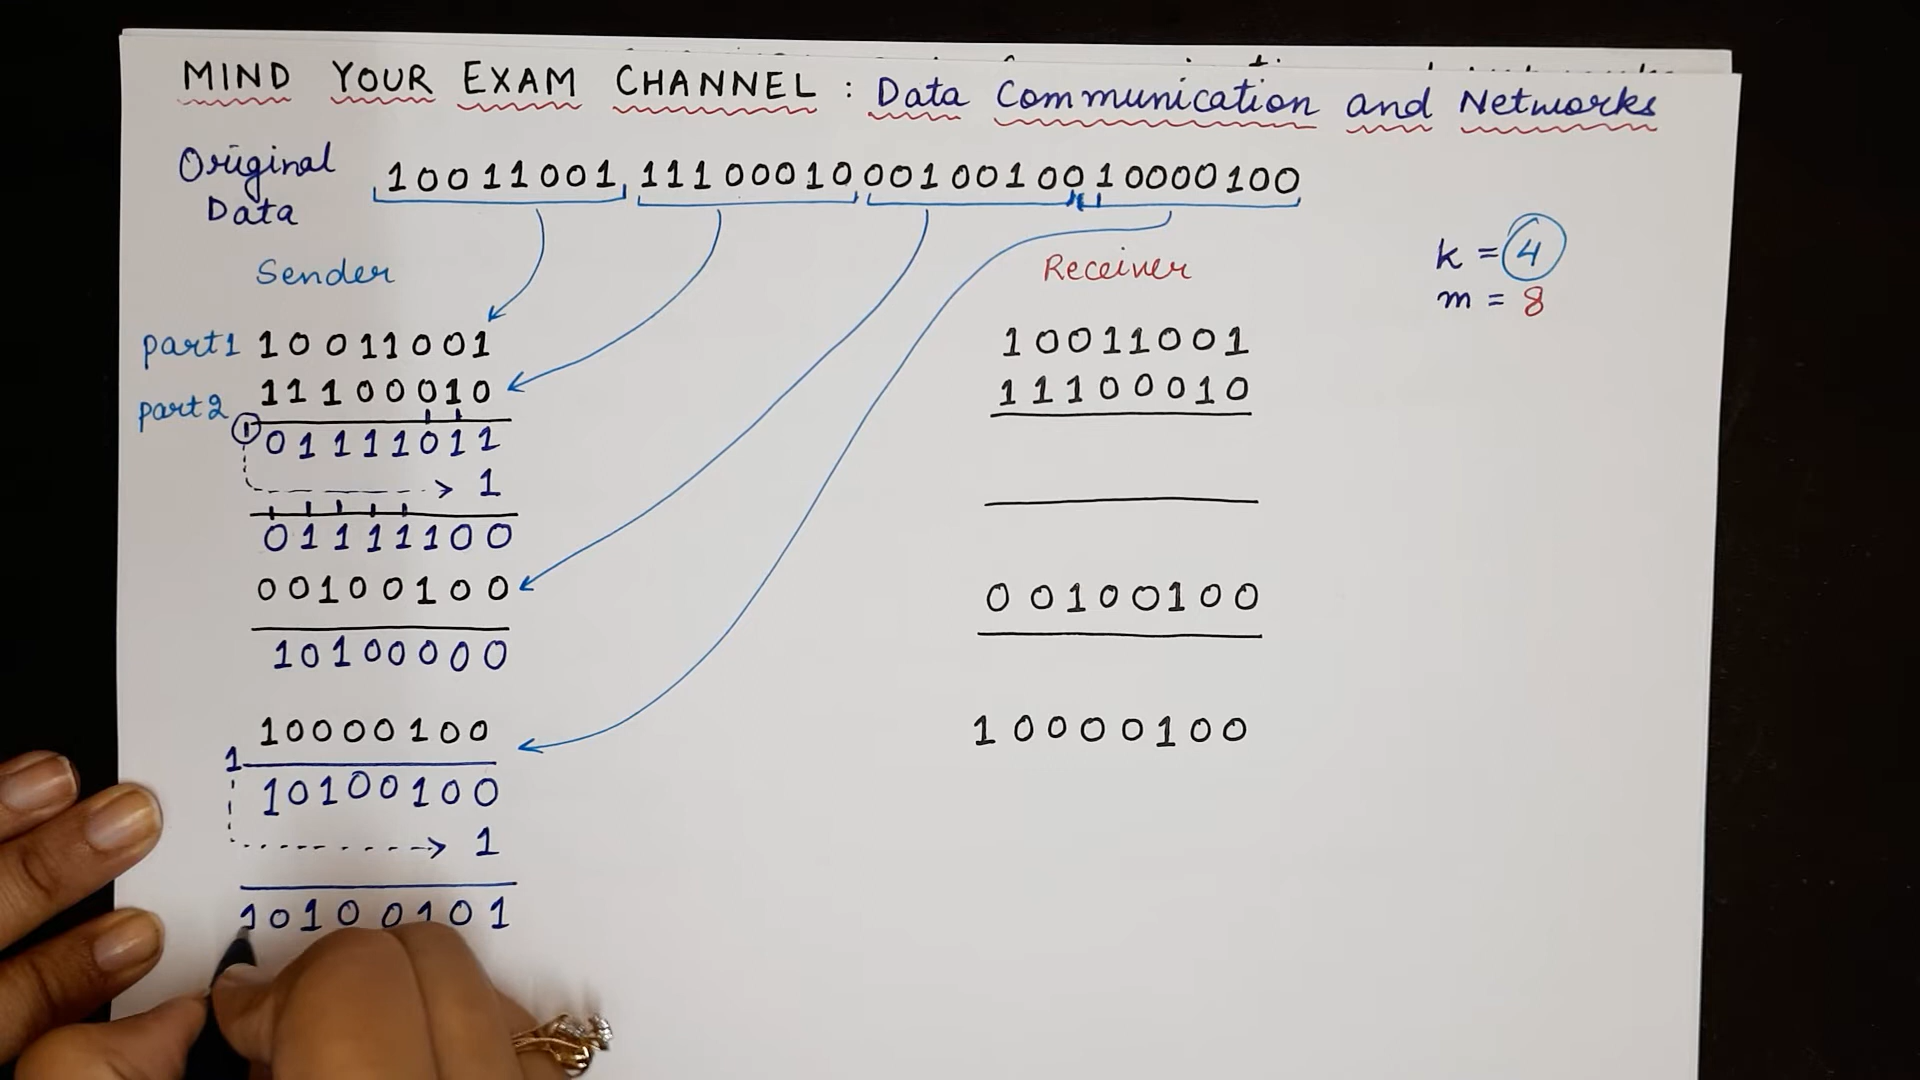 MIND YOUR EXAM CHANNEL : Data Communication and Networks
Original Data
10011001 11100010 00100100 10000100
Sender
part1 10011001
part2 11100010
1 01111011
1
01111100
00100100
10100000
10000100
1
10100100
1
10100101
Receiver
10011001
11100010
00100100
10000100
k = 4
m = 8